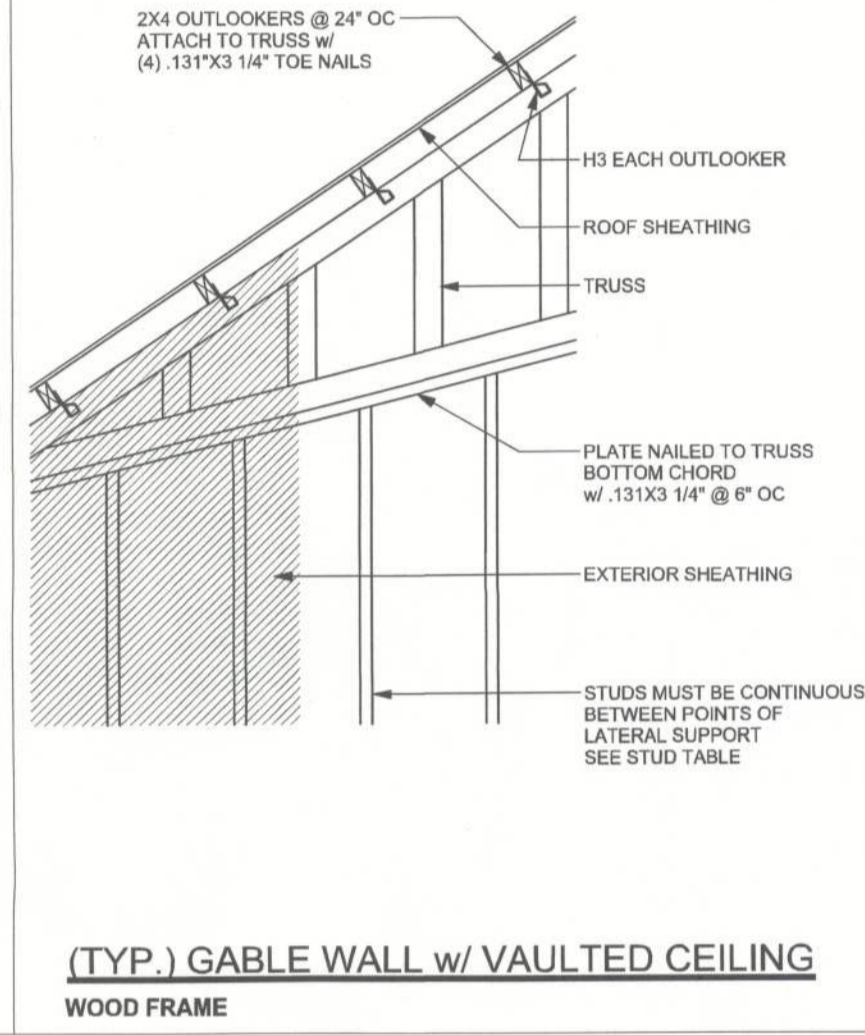 2X4 OUTLOOKERS @ 24" OC
ATTACH TO TRUSS w/
(4) .131"X3 1/4" TOE NAILS
H3 EACH OUTLOOKER
ROOF SHEATHING
TRUSS
PLATE NAILED TO TRUSS
BOTTOM CHORD
w/ .131X3 1/4" @ 6" OC
EXTERIOR SHEATHING
STUDS MUST BE CONTINUOUS
BETWEEN POINTS OF
LATERAL SUPPORT
SEE STUD TABLE
(TYP.) GABLE WALL w/ VAULTED CEILING
WOOD FRAME